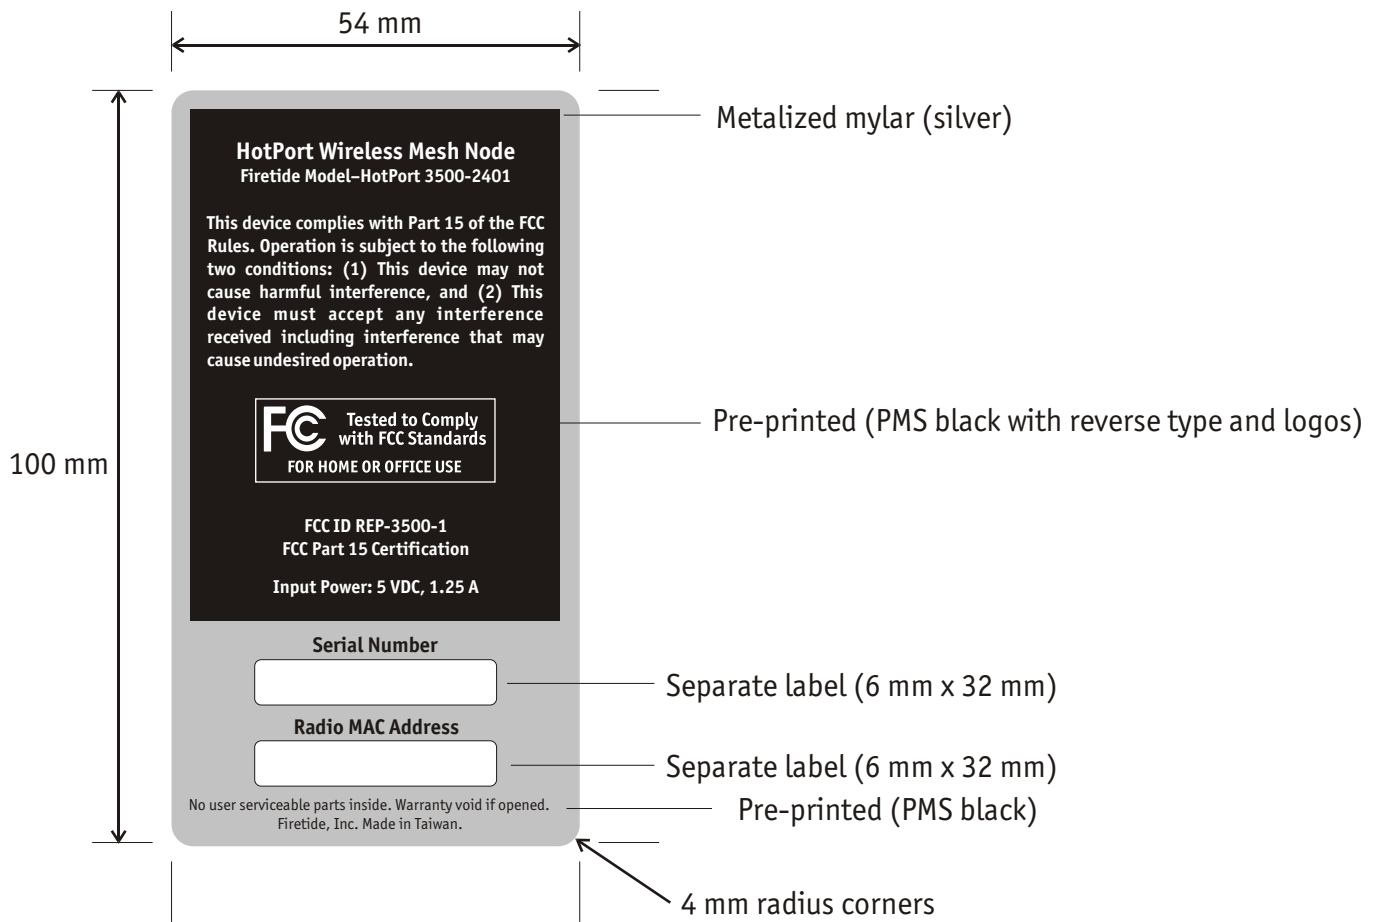 54 mm
Metalized mylar (silver)
HotPort Wireless Mesh Node
Firetide Model–HotPort 3500-2401
This device complies with Part 15 of the FCC
Rules. Operation is subject to the following
two conditions: (1) This device may not
cause harmful interference, and (2) This
device must accept any interference
received including interference that may
cause undesired operation.
FCC
Tested to Comply
with FCC Standards
FOR HOME OR OFFICE USE
Pre-printed (PMS black with reverse type and logos)
100 mm
FCC ID REP-3500-1
FCC Part 15 Certification
Input Power: 5 VDC, 1.25 A
Serial Number
Separate label (6 mm x 32 mm)
Radio MAC Address
Separate label (6 mm x 32 mm)
No user serviceable parts inside. Warranty void if opened.
Firetide, Inc. Made in Taiwan.
Pre-printed (PMS black)
4 mm radius corners